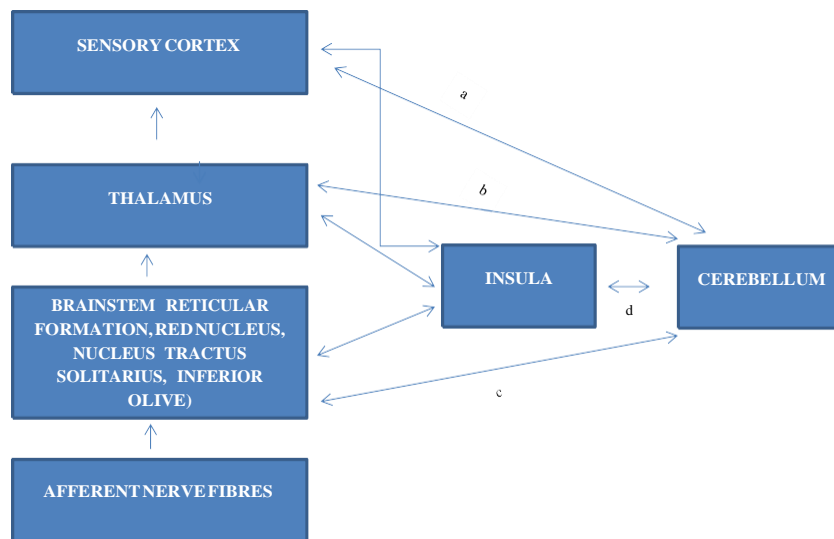 SENSORY CORTEX
a
THALAMUS
b
INSULA
CEREBELLUM
BRAINSTEM RETICULAR
FORMATION, RED NUCLEUS,
NUCLEUS TRACTUS
SOLITARIUS, INFERIOR
OLIVE)
d
c
AFFERENT NERVE FIBRES